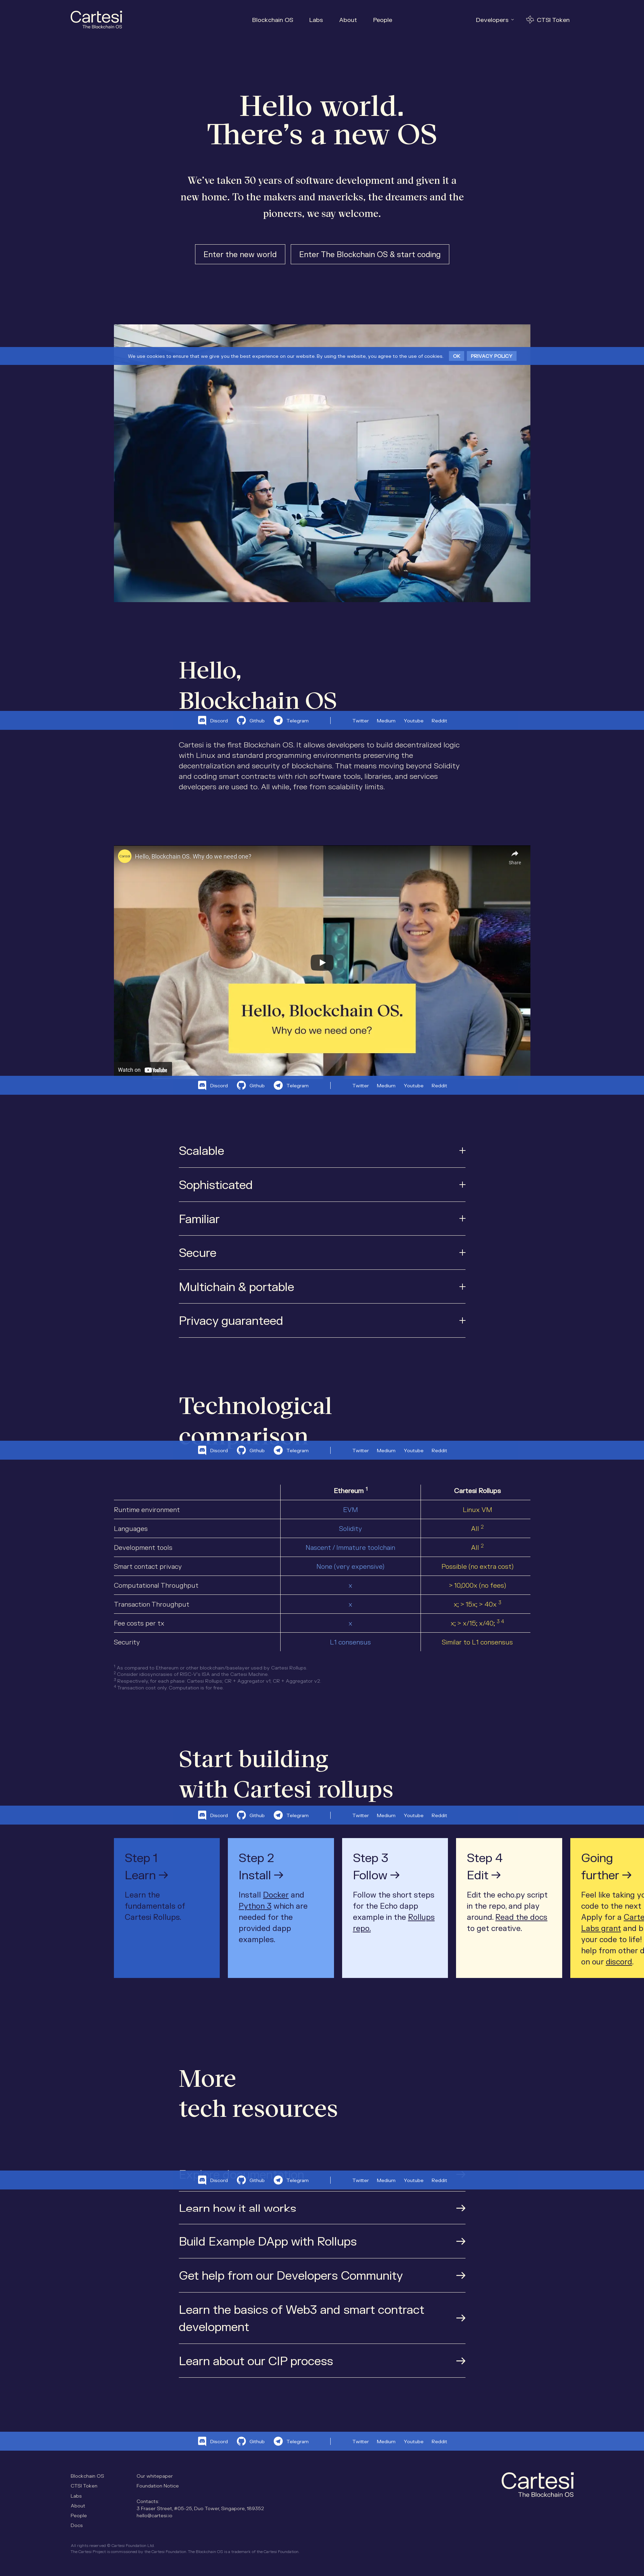 Cartesi
The Blockchain OS
Blockchain OS
Labs
About
People
Developers
CTSI Token
Hello world.
There's a new OS
We've taken 30 years of software development and given it a
new home. To the makers and mavericks, the dreamers and the
pioneers, we say welcome.
Enter the new world
Enter The Blockchain OS & start coding
We use cookies to ensure that we give you the best experience on our website. By using the website, you agree to the use of cookies.
OK
PRIVACY POLICY
Hello,
Blockchain OS
Discord
Github
Telegram
Twitter
Medium
Youtube
Reddit
Cartesi is the first Blockchain OS. It allows developers to build decentralized logic
with Linux and standard programming environments preserving the
decentralization and security of blockchain. That means moving beyond Solidity
and coding smart contracts with rich software tools, libraries, and services
developers are used to. All while, free from scalability limits.
Cartesi
Hello, Blockchain OS. Why do we need one?
Share
Hello, Blockchain OS.
Why do we need one?
Watch on YouTube
Discord
Github
Telegram
Twitter
Medium
Youtube
Reddit
Scalable
Sophisticated
Familiar
Secure
Multichain & portable
Privacy guaranteed
Technological
comparison
Discord
Github
Telegram
Twitter
Medium
Youtube
Reddit
Ethereum 1
Cartesi Rollups
Runtime environment
EVM
Linux VM
Languages
Solidity
All 2
Development tools
Nascent / Immature toolchain
All 2
Smart contact privacy
None (very expensive)
Possible (no extra cost)
Computational Throughput
x
> 10,000x (no fees)
Transaction Throughput
x
x; > 15x; > 40x 3
Fee costs per tx
x
x; > x/15; x/40; 3 4
Security
L1 consensus
Similar to L1 consensus
1 As compared to Ethereum or other blockchain/baselayer used by Cartesi Rollups.
2 Consider idiosyncrasies of RISC-V's ISA and the Cartesi Machine.
3 Respectively, for each phase: Cartesi Rollups; CR + Aggregator v1; CR + Aggregator v2
4 Transaction cost only. Computation is for free.
Start building
with Cartesi rollups
Discord
Github
Telegram
Twitter
Medium
Youtube
Reddit
Step 1
Learn →
Learn the
fundamentals of
Cartesi Rollups.
Step 2
Install →
Install Docker and
Python 3 which are
needed for the
provided dapp
examples.
Step 3
Follow →
Follow the short steps
for the Echo dapp
example in the Rollups
repo.
Step 4
Edit →
Edit the echo.py script
in the repo, and play
around. Read the docs
to get creative.
Going
further →
Feel like taking yo
code to the next
Apply for a Carte
Labs grant and b
your code to life!
help from other d
on our discord.
More
tech resources
Discord
Github
Telegram
Twitter
Medium
Youtube
Reddit
Learn how it all works
Build Example DApp with Rollups
Get help from our Developers Community
Learn the basics of Web3 and smart contract
development
Learn about our CIP process
Discord
Github
Telegram
Twitter
Medium
Youtube
Reddit
Blockchain OS
CTSI Token
Labs
About
People
Docs
Our whitepaper
Foundation Notice
Contacts:
3 Fraser Street, #05-25, Duo Tower, Singapore, 189352
hello@cartesi.io
Cartesi
The Blockchain OS
All rights reserved © Cartesi Foundation Ltd.
The Cartesi Project is commissioned by the Cartesi Foundation. The Blockchain OS is a trademark of the Cartesi Foundation.